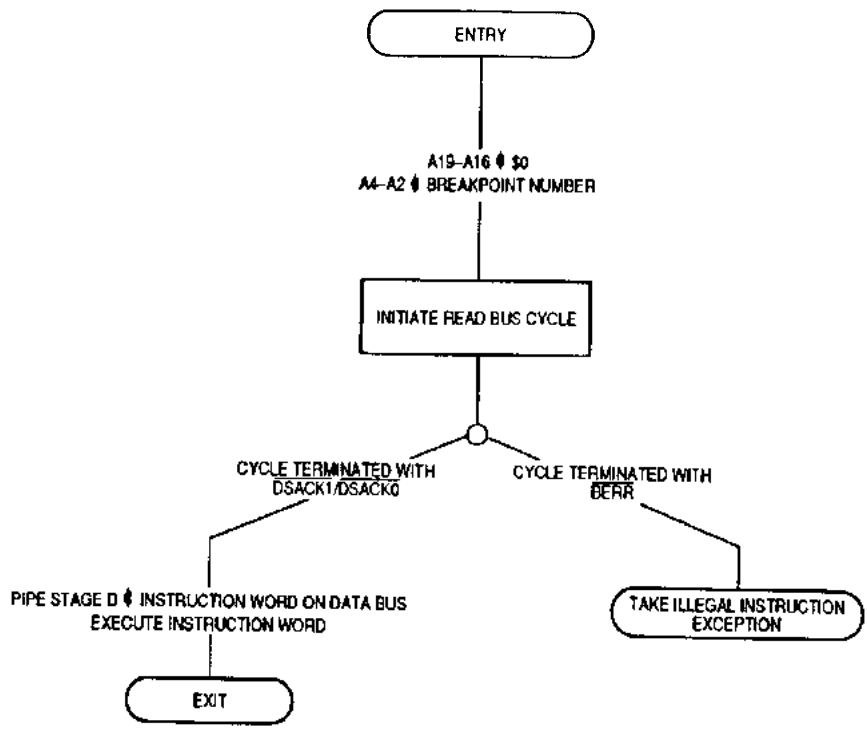 ENTRY
A19–A16 ⧫ $0
A4–A2 ⧫ BREAKPOINT NUMBER
INITIATE READ BUS CYCLE
CYCLE TERMINATED WITH
DSACK1/DSACK0
CYCLE TERMINATED WITH
BERR
PIPE STAGE D ⧫ INSTRUCTION WORD ON DATA BUS
EXECUTE INSTRUCTION WORD
TAKE ILLEGAL INSTRUCTION
EXCEPTION
EXIT